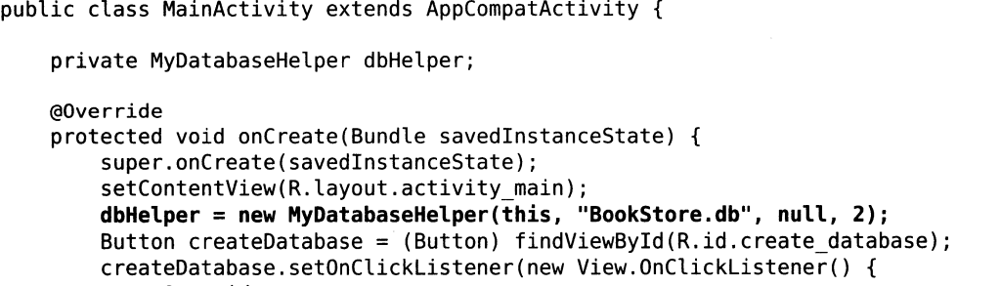 public class MainActivity extends AppCompatActivity {
private MyDatabaseHelper dbHelper;
@Override
protected void onCreate(Bundle savedInstanceState) {
super.onCreate(savedInstanceState);
setContentView(R.layout.activity_main);
dbHelper = new MyDatabaseHelper(this, "BookStore.db", null, 2);
Button createDatabase = (Button) findViewById(R.id.create_database);
createDatabase.setOnClickListener(new View.OnClickListener() {